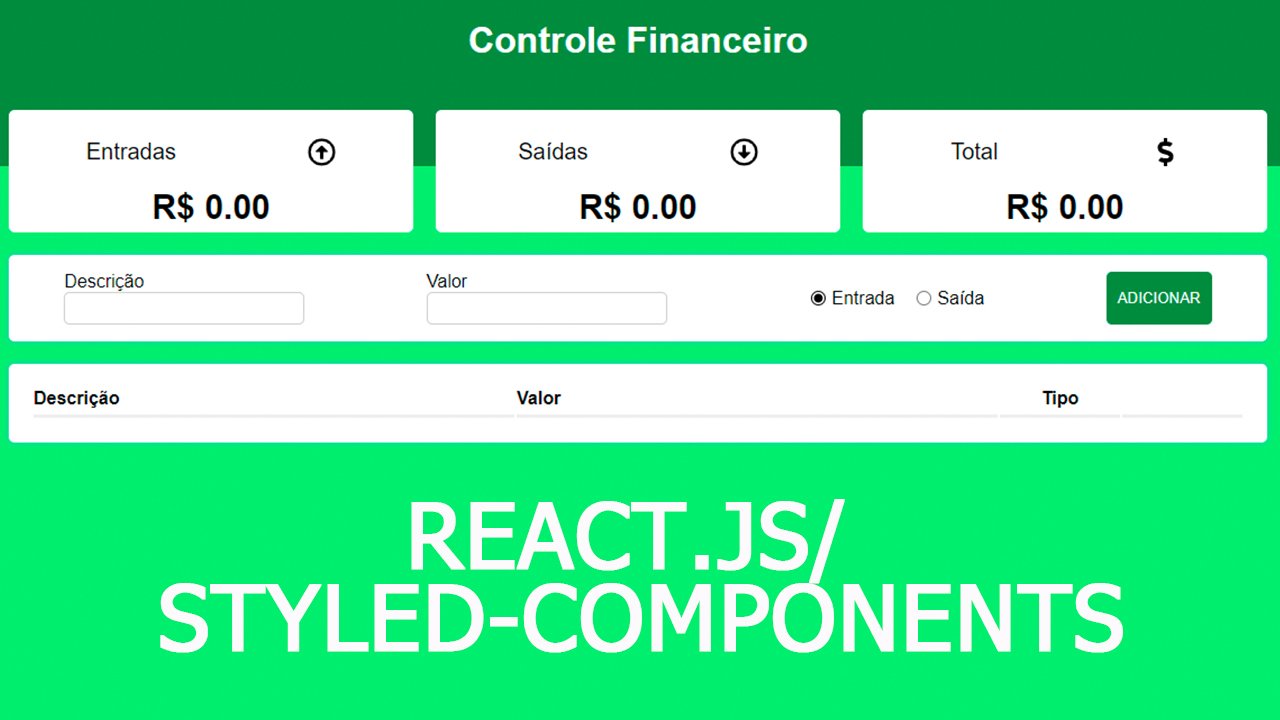 Controle Financeiro
Entradas
Saídas
Total
$
R$ 0.00
R$ 0.00
R$ 0.00
Descrição
Valor
Entrada
Saída
ADICIONAR
Descrição
Valor
Tipo
REACT.JS/
STYLED-COMPONENTS